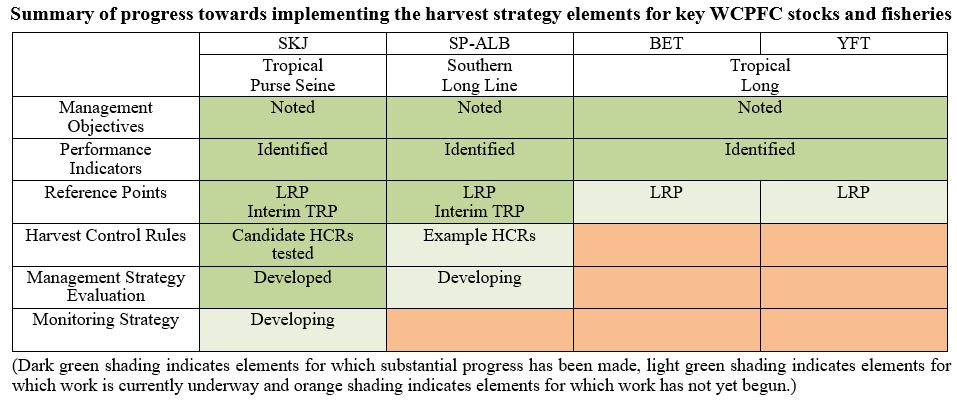 Summary of progress towards implementing the harvest strategy elements for key WCPFC stocks and fisheries
SKJ SP-ALB BET YFT
Tropical Southern Tropical
Purse Seine Long Line Long
Management Noted Noted Noted
Objectives
Performance Identified Identified Identified
Indicators
Reference Points LRP LRP LRP LRP
Interim TRP Interim TRP
Harvest Control Rules Candidate HCRs Example HCRs
tested
Management Strategy Developed Developing
Evaluation
Monitoring Strategy Developing
(Dark green shading indicates elements for which substantial progress has been made, light green shading indicates elements for
which work is currently underway and orange shading indicates elements for which work has not yet begun.)